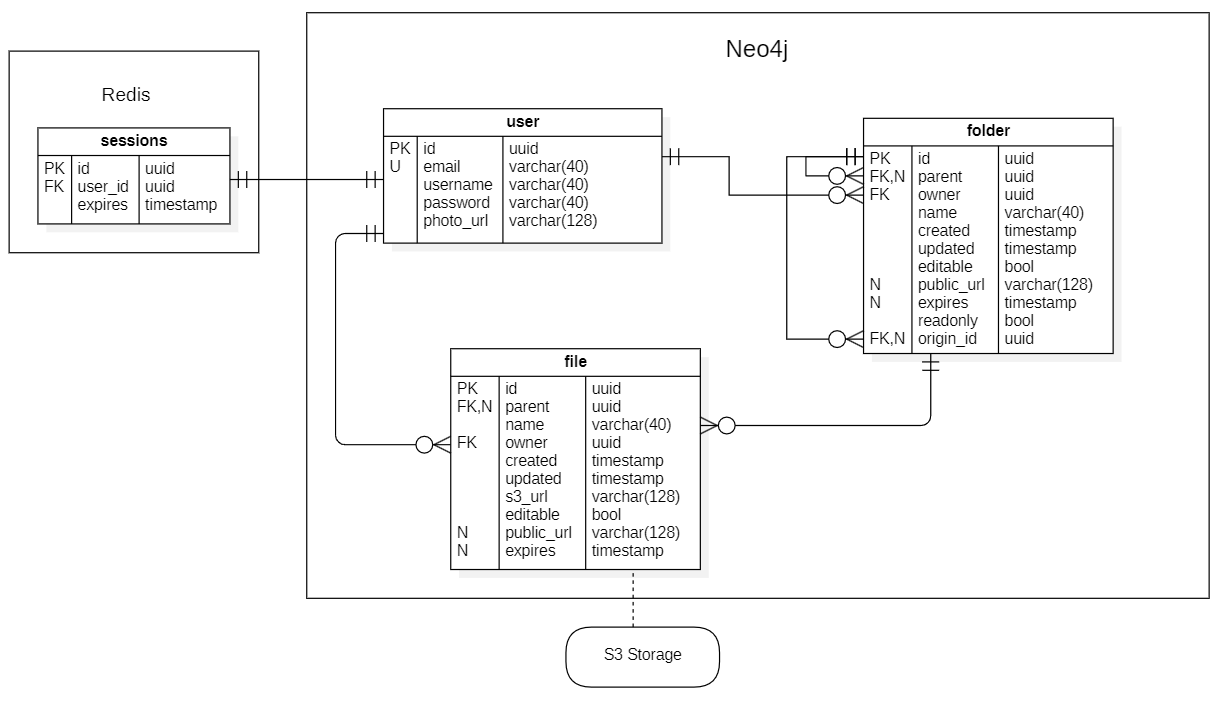 Neo4j
Redis
sessions
PK id uuid
FK user_id uuid
expires timestamp
user
PK id uuid
U email varchar(40)
username varchar(40)
password varchar(40)
photo_url varchar(128)
folder
PK id uuid
FK,N parent uuid
FK owner uuid
name varchar(40)
created timestamp
updated timestamp
editable bool
N public_url varchar(128)
N expires timestamp
readonly bool
FK,N origin_id uuid
file
PK id uuid
FK,N parent uuid
name varchar(40)
FK owner uuid
created timestamp
updated timestamp
s3_url varchar(128)
editable bool
N public_url varchar(128)
N expires timestamp
S3 Storage